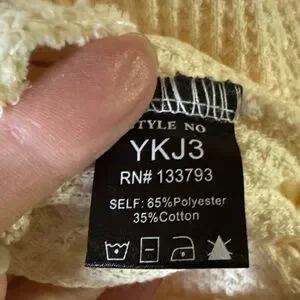 STYLE NO
YKJ3
RN# 133793
SELF: 65%Polyester
35%Cotton